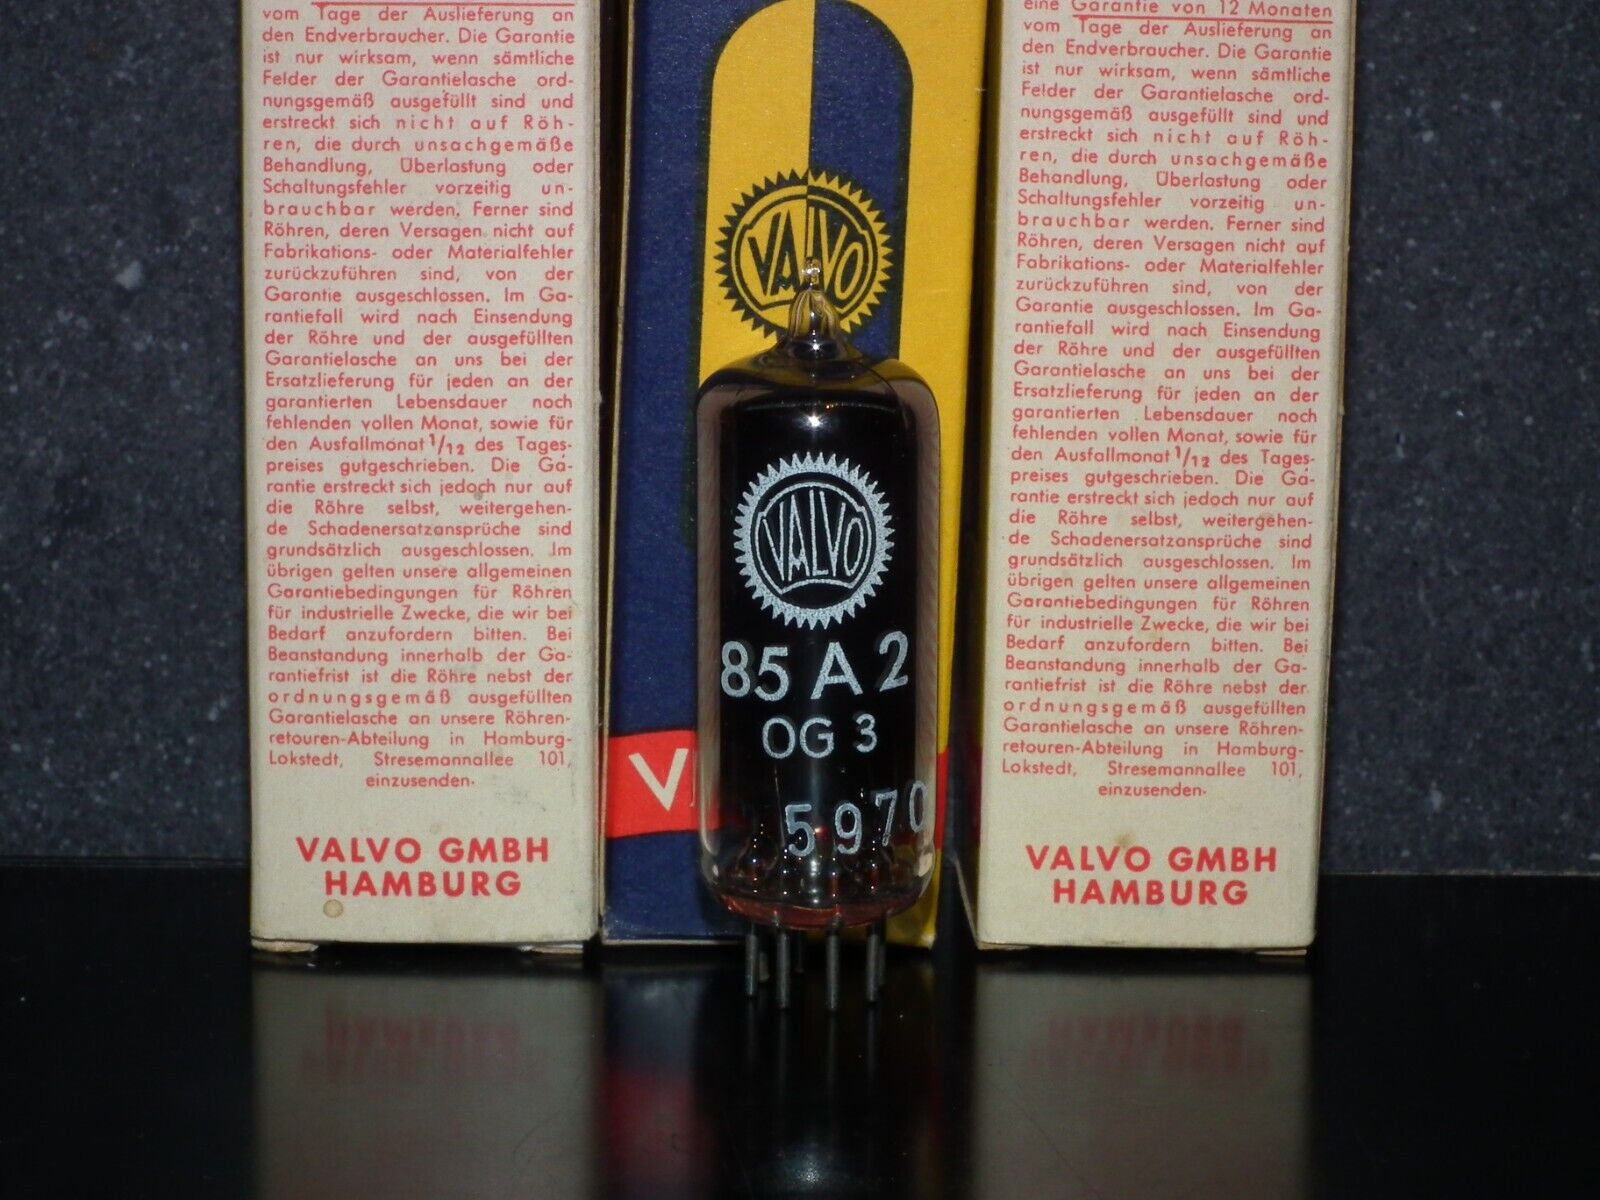 vom Tage der Auslieferung an
den Endverbraucher. Die Garantie
ist nur wirksam, wenn sämtliche
Felder der Garantielasche ord-
nungsgemäß ausgefüllt sind und
erstreckt sich nicht auf Röh-
ren, die durch unsachgemäße
Behandlung, Überlastung oder
Schaltungsfehler vorzeitig un-
brauchbar werden. Ferner sind
Röhren, deren Versagen nicht auf
Fabrikations- oder Materialfehler
zurückzuführen sind, von der
Garantie ausgeschlossen. Im Ga-
rantiefall wird nach Einsendung
der Röhre und der ausgefüllten
Garantielasche an uns bei der
Ersatzlieferung für jeden an der
garantierten Lebensdauer noch
fehlenden vollen Monat, sowie für
den Ausfallmonat 1/12 des Tages-
preises gutgeschrieben. Die Ga-
rantie erstreckt sich jedoch nur auf
die Röhre selbst, weitergehen-
de Schadenersatzansprüche sind
grundsätzlich ausgeschlossen. Im
übrigen gelten unsere allgemeinen
Garantiebedingungen für Röhren
für industrielle Zwecke, die wir bei
Bedarf anzufordern bitten. Bei
Beanstandung innerhalb der Ga-
rantiefrist ist die Röhre nebst der
ordnungsgemäß ausgefüllten
Garantielasche an unsere Röhren-
retouren-Abteilung in Hamburg-
Lokstedt, Stresemannallee 101,
einzusenden.
VALVO GMBH
HAMBURG
VALVO
VALVO
85 A 2
OG 3
5970
V
eine Garantie von 12 Monaten
vom Tage der Auslieferung an
den Endverbraucher. Die Garantie
ist nur wirksam, wenn sämtliche
Felder der Garantielasche ord-
nungsgemäß ausgefüllt sind und
erstreckt sich nicht auf Röh-
ren, die durch unsachgemäße
Behandlung, Überlastung oder
Schaltungsfehler vorzeitig un-
brauchbar werden. Ferner sind
Röhren, deren Versagen nicht auf
Fabrikations- oder Materialfehler
zurückzuführen sind, von der
Garantie ausgeschlossen. Im Ga-
rantiefall wird nach Einsendung
der Röhre und der ausgefüllten
Garantielasche an uns bei der
Ersatzlieferung für jeden an der
garantierten Lebensdauer noch
fehlenden vollen Monat, sowie für
den Ausfallmonat 1/12 des Tages-
preises gutgeschrieben. Die Ga-
rantie erstreckt sich jedoch nur auf
die Röhre selbst, weitergehen-
de Schadenersatzansprüche sind
grundsätzlich ausgeschlossen. Im
übrigen gelten unsere allgemeinen
Garantiebedingungen für Röhren
für industrielle Zwecke, die wir bei
Bedarf anzufordern bitten. Bei
Beanstandung innerhalb der Ga-
rantiefrist ist die Röhre nebst der
ordnungsgemäß ausgefüllten
Garantielasche an unsere Röhren-
retouren-Abteilung in Hamburg-
Lokstedt, Stresemannallee 101,
einzusenden.
VALVO GMBH
HAMBURG